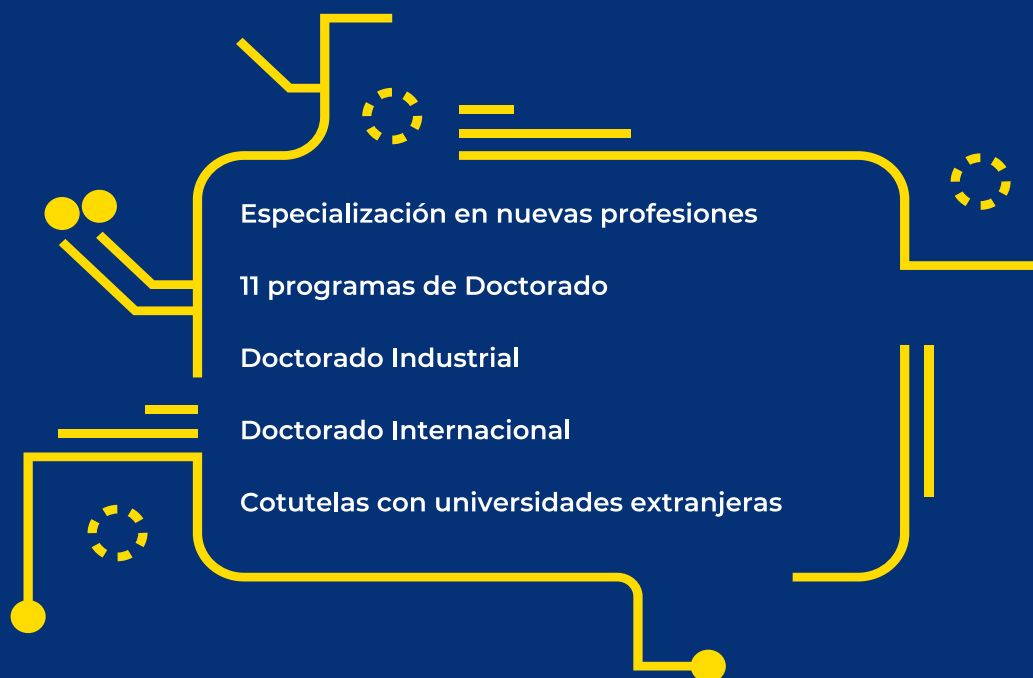 Especialización en nuevas profesiones
11 programas de Doctorado
Doctorado Industrial
Doctorado Internacional
Cotutelas con universidades extranjeras